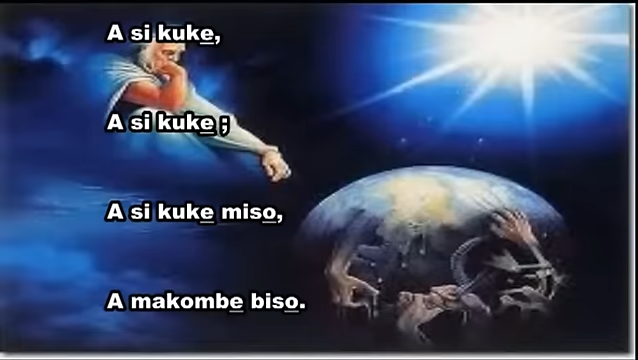 A si kuke̲,
A si kuke̲ ;
A si kuke̲ miso̲,
A makombe̲ biso̲.